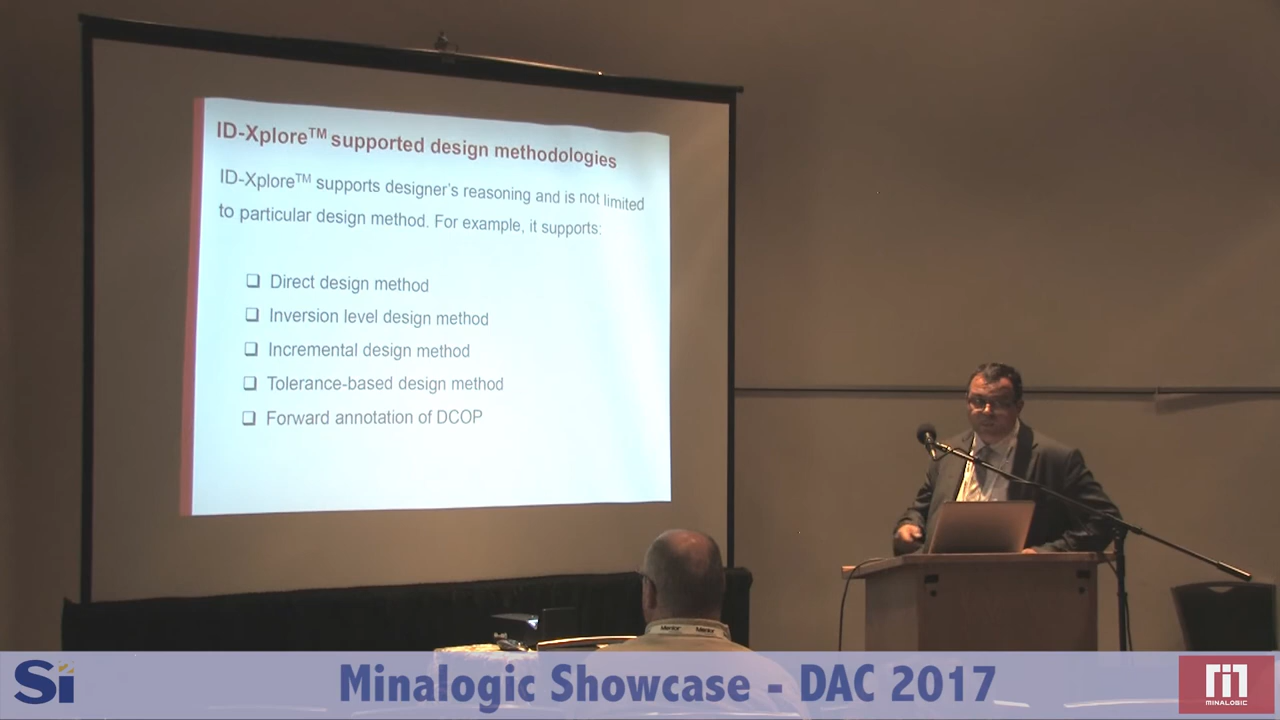 ID-Xplore™ supported design methodologies
ID-Xplore™ supports designer's reasoning and is not limited
to particular design method. For example, it supports:
❑ Direct design method
❑ Inversion level design method
❑ Incremental design method
❑ Tolerance-based design method
❑ Forward annotation of DCOP
Mentor Mentor
Si
Minalogic Showcase - DAC 2017
MINALOGIC